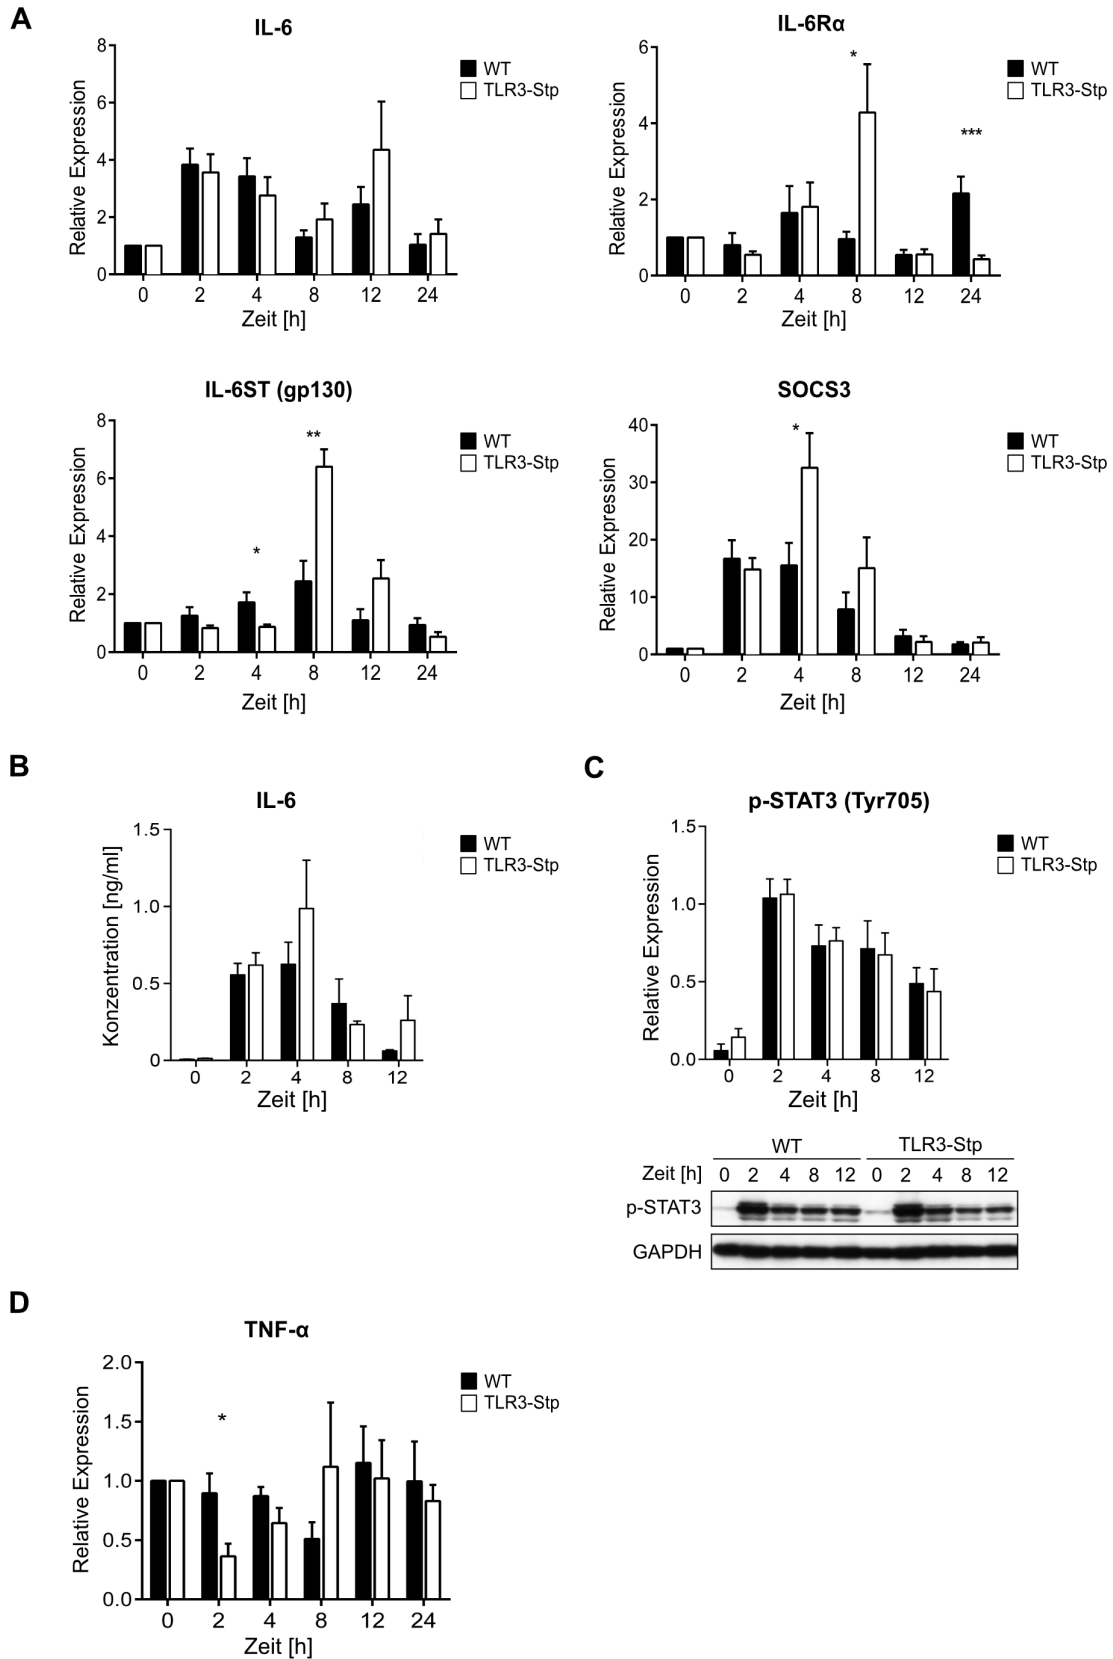 A
IL-6
8
6
4
2
0
Relative Expression
0 2 4 8 12 24
Zeit [h]
WT
TLR3-Stp
IL-6Rα
6
4
2
0
Relative Expression
*
***
0 2 4 8 12 24
Zeit [h]
WT
TLR3-Stp
IL-6ST (gp130)
8
6
4
2
0
Relative Expression
*
**
0 2 4 8 12 24
Zeit [h]
WT
TLR3-Stp
SOCS3
40
30
20
10
0
Relative Expression
*
0 2 4 8 12 24
Zeit [h]
WT
TLR3-Stp
B
IL-6
1.5
1.0
0.5
0
Konzentration [ng/ml]
0 2 4 8 12
Zeit [h]
WT
TLR3-Stp
C
p-STAT3 (Tyr705)
1.5
1.0
0.5
0.0
Relative Expression
0 2 4 8 12
Zeit [h]
WT
TLR3-Stp
WT TLR3-Stp
Zeit [h] 0 2 4 8 12 0 2 4 8 12
p-STAT3
GAPDH
D
TNF-α
2.0
1.5
1.0
0.5
0.0
Relative Expression
*
0 2 4 8 12 24
Zeit [h]
WT
TLR3-Stp